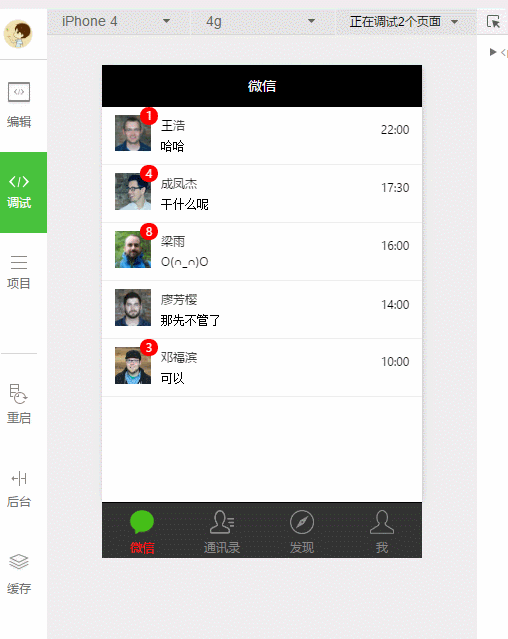 iPhone 4
4g
正在调试2个页面
编辑
调试
项目
重启
后台
缓存
微信
1
王浩
22:00
哈哈
4
成凤杰
17:30
干什么呢
8
梁雨
16:00
O(∩_∩)O
廖芳樱
14:00
那先不管了
3
邓福滨
10:00
可以
微信
通讯录
发现
我